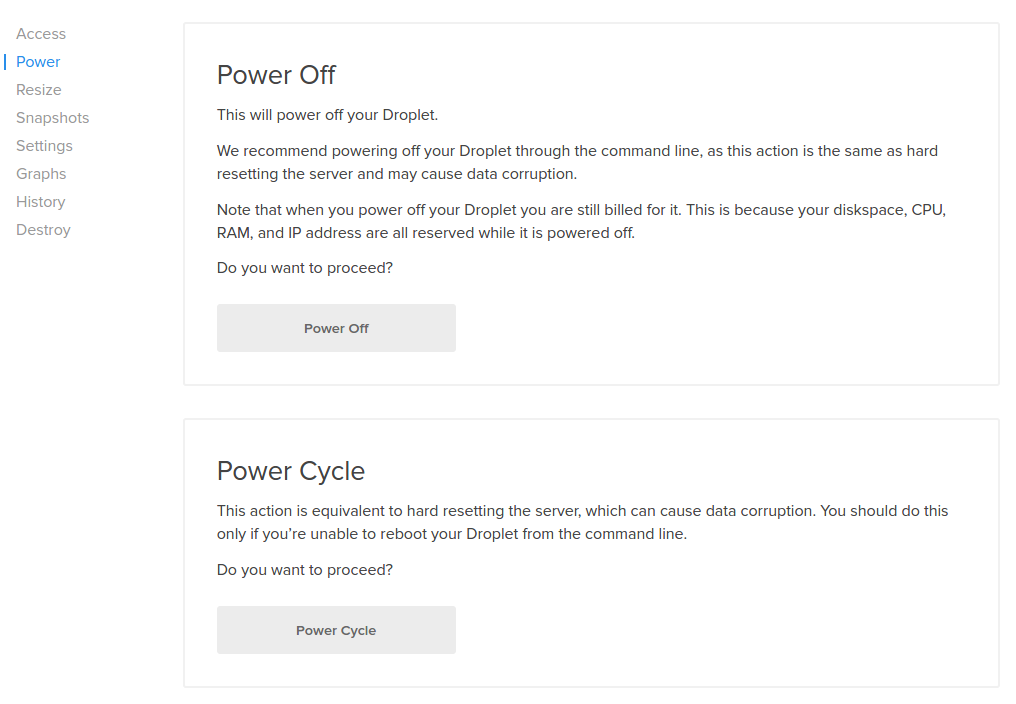 Access
Power
Resize
Snapshots
Settings
Graphs
History
Destroy
Power Off
This will power off your Droplet.
We recommend powering off your Droplet through the command line, as this action is the same as hard
resetting the server and may cause data corruption.
Note that when you power off your Droplet you are still billed for it. This is because your diskspace, CPU,
RAM, and IP address are all reserved while it is powered off.
Do you want to proceed?
Power Off
Power Cycle
This action is equivalent to hard resetting the server, which can cause data corruption. You should do this
only if you’re unable to reboot your Droplet from the command line.
Do you want to proceed?
Power Cycle